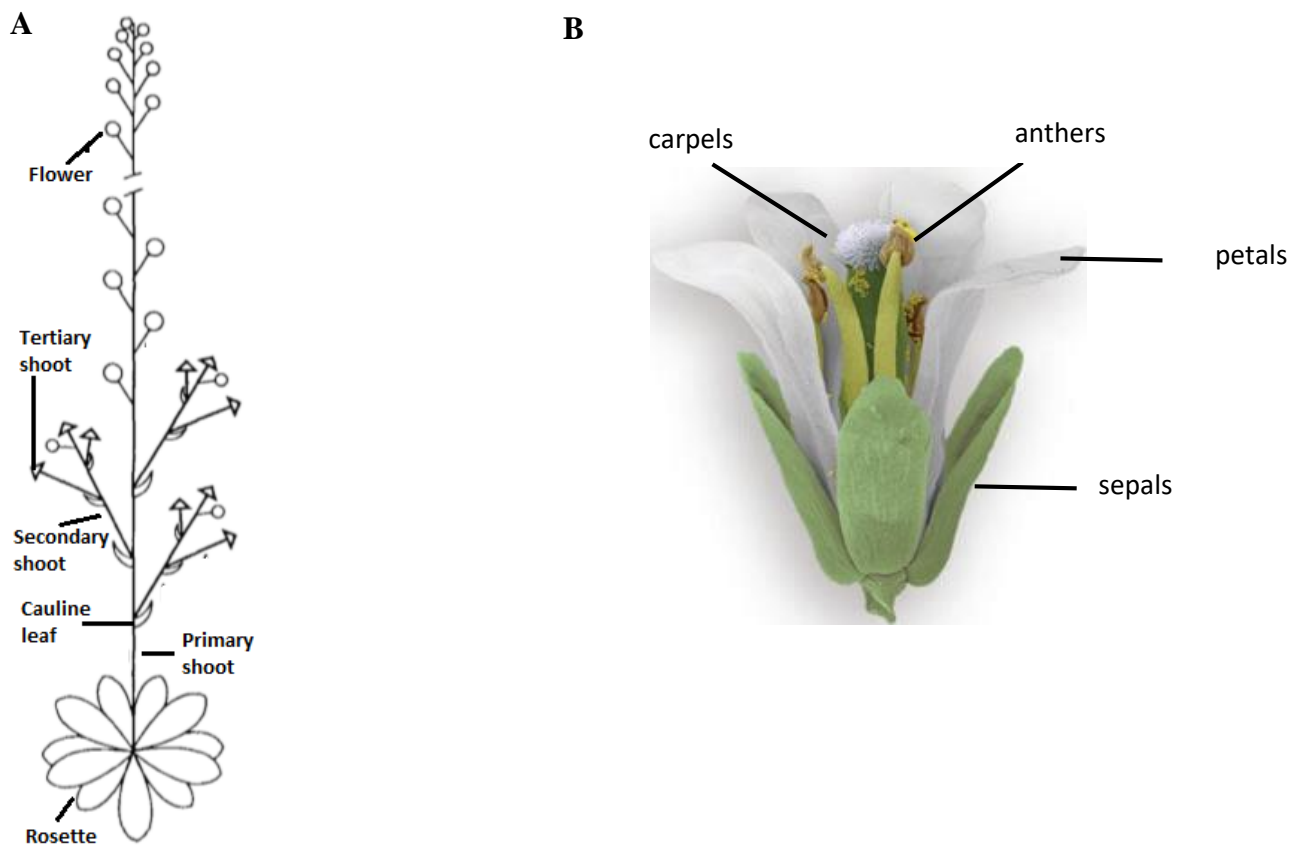 A
Flower
Tertiary
shoot
Secondary
shoot
Cauline
leaf
Primary
shoot
Rosette
B
carpels
anthers
petals
sepals